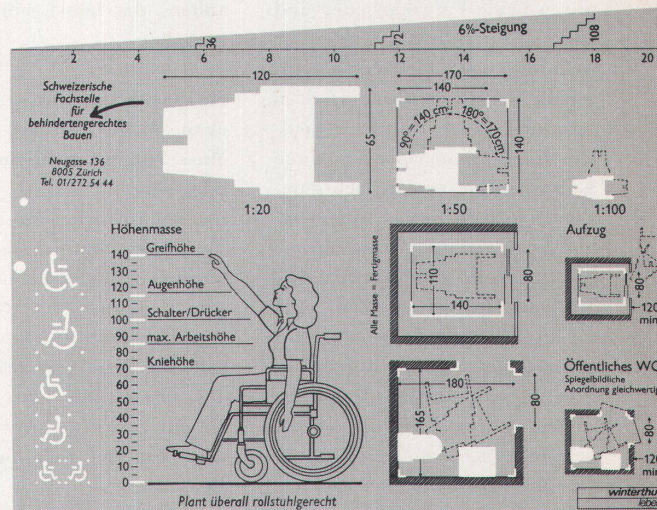 6%-Steigung
36
72
108
2 4 6 8 10 12 14 16 18 20
Schweizerische
Fachstelle
für
behindertengerechtes
Bauen
Neugasse 136
8005 Zürich
Tel. 01/272 54 44
120
65
1:20
170
140
90° = 140 cm
180° = 170 cm
140
1:50
1:100
Höhenmasse
140 Greifhöhe
130
120 Augenhöhe
110
100 Schalter/Drücker
90
85 max. Arbeitshöhe
80
70 Kniehöhe
60
50
40
30
20
10
0
Plant überall rollstuhlgerecht
Alle Masse = Fertigmasse
110
140
80
Aufzug
80
120
min
180
165
80
Öffentliches WC
Spiegelbildliche
Anordnung gleichwertig
80
120
min